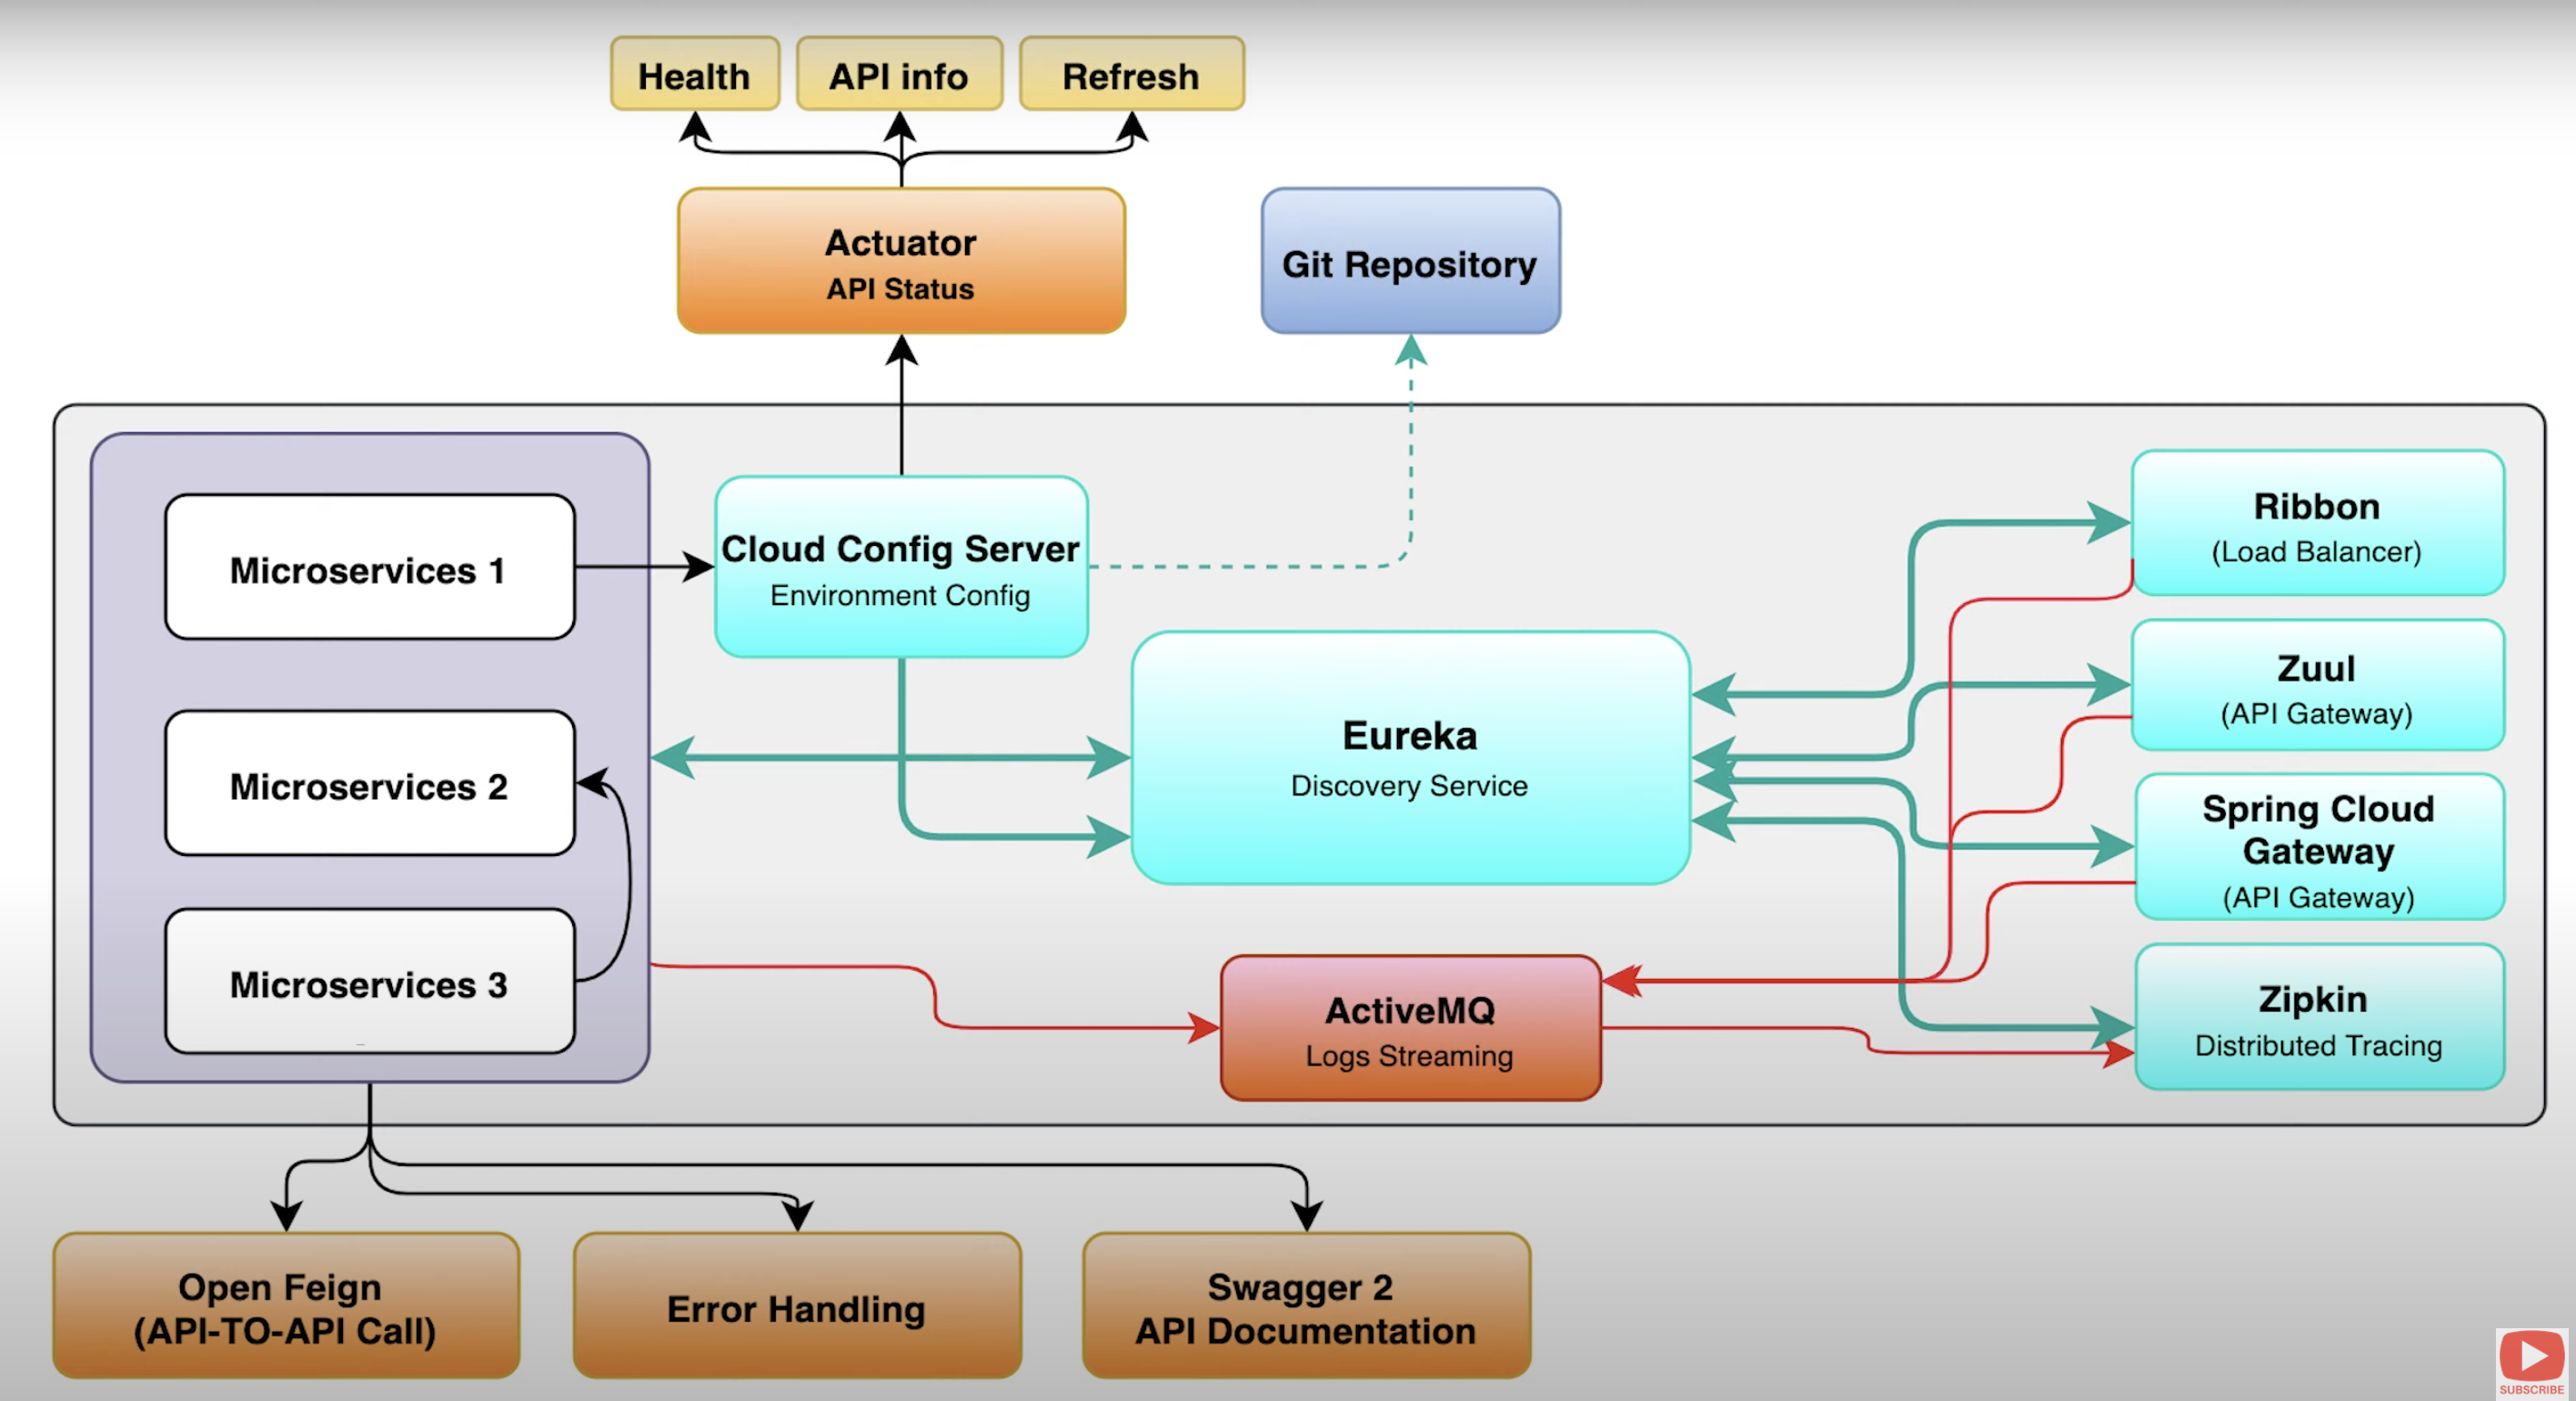 Health
API info
Refresh
Actuator
API Status
Git Repository
Microservices 1
Cloud Config Server
Environment Config
Ribbon
(Load Balancer)
Zuul
(API Gateway)
Eureka
Discovery Service
Microservices 2
Spring Cloud
Gateway
(API Gateway)
Microservices 3
ActiveMQ
Logs Streaming
Zipkin
Distributed Tracing
Open Feign
(API-TO-API Call)
Error Handling
Swagger 2
API Documentation
SUBSCRIBE